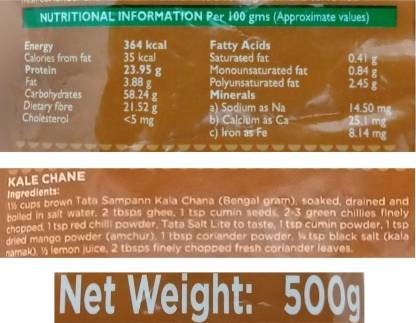 NUTRITIONAL INFORMATION Per 100 gms (Approximate values)
Energy 364 kcal
Calories from fat 35 kcal
Protein 23.95 g
Fat 3.88 g
Carbohydrates 58.24 g
Dietary fibre 21.52 g
Cholesterol <5 mg
Fatty Acids
Saturated fat 0.41 g
Monounsaturated fat 0.84 g
Polyunsaturated fat 2.45 g
Minerals
a) Sodium as Na 14.50 mg
b) Calcium as Ca 25.1 mg
c) Iron as Fe 8.14 mg
KALE CHANE
Ingredients:
1½ cups brown Tata Sampann Kala Chana (Bengal gram), soaked, drained and
boiled in salt water, 2 tbsps ghee, 1 tsp cumin seeds, 2-3 green chillies finely
chopped, 1 tsp red chilli powder, Tata Salt Lite to taste, 1 tsp cumin powder, 1 tsp
dried mango powder (amchur), 1 tbsp coriander powder, ¼ tsp black salt (kala
namak), ½ lemon juice, 2 tbsps finely chopped fresh coriander leaves.
Net Weight: 500g